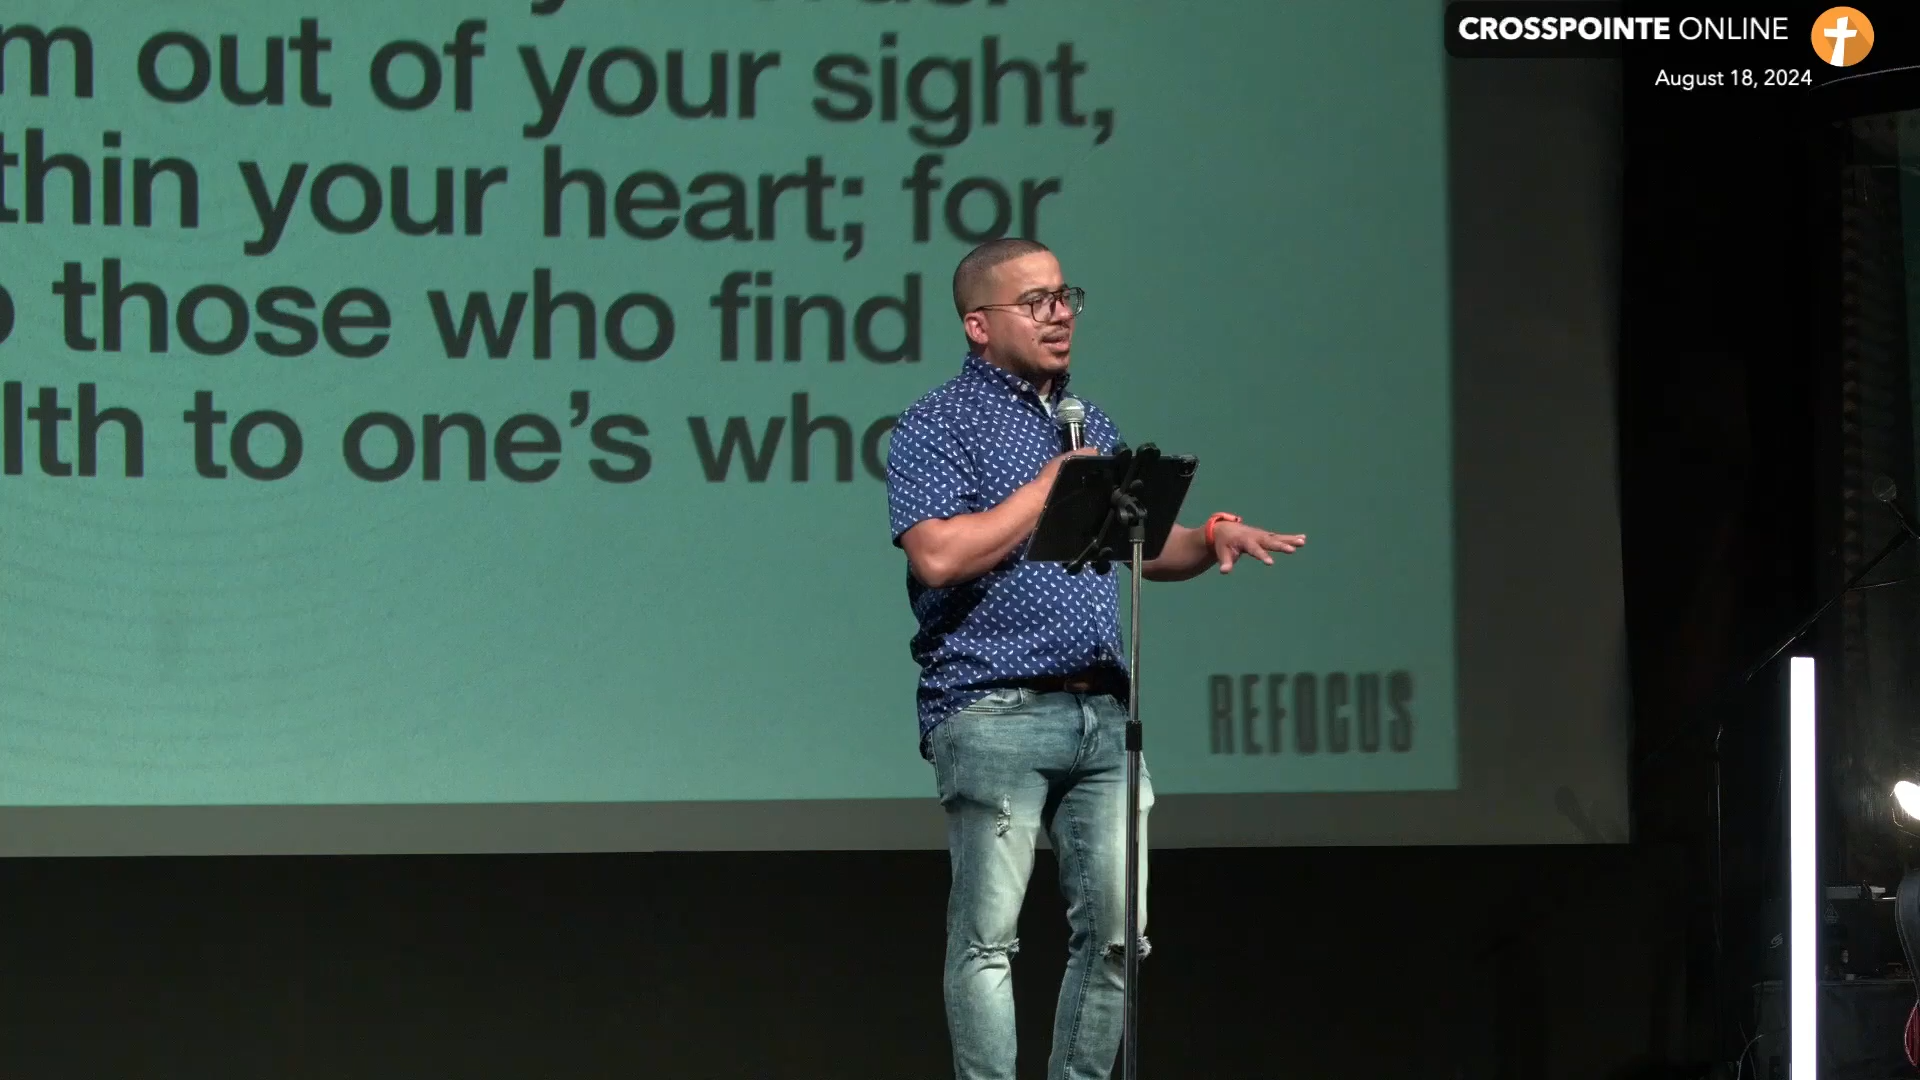 CROSSPOINTE ONLINE
August 18, 2024
m out of your sight,
thin your heart; for
those who find
lth to one’s who
REFOCUS